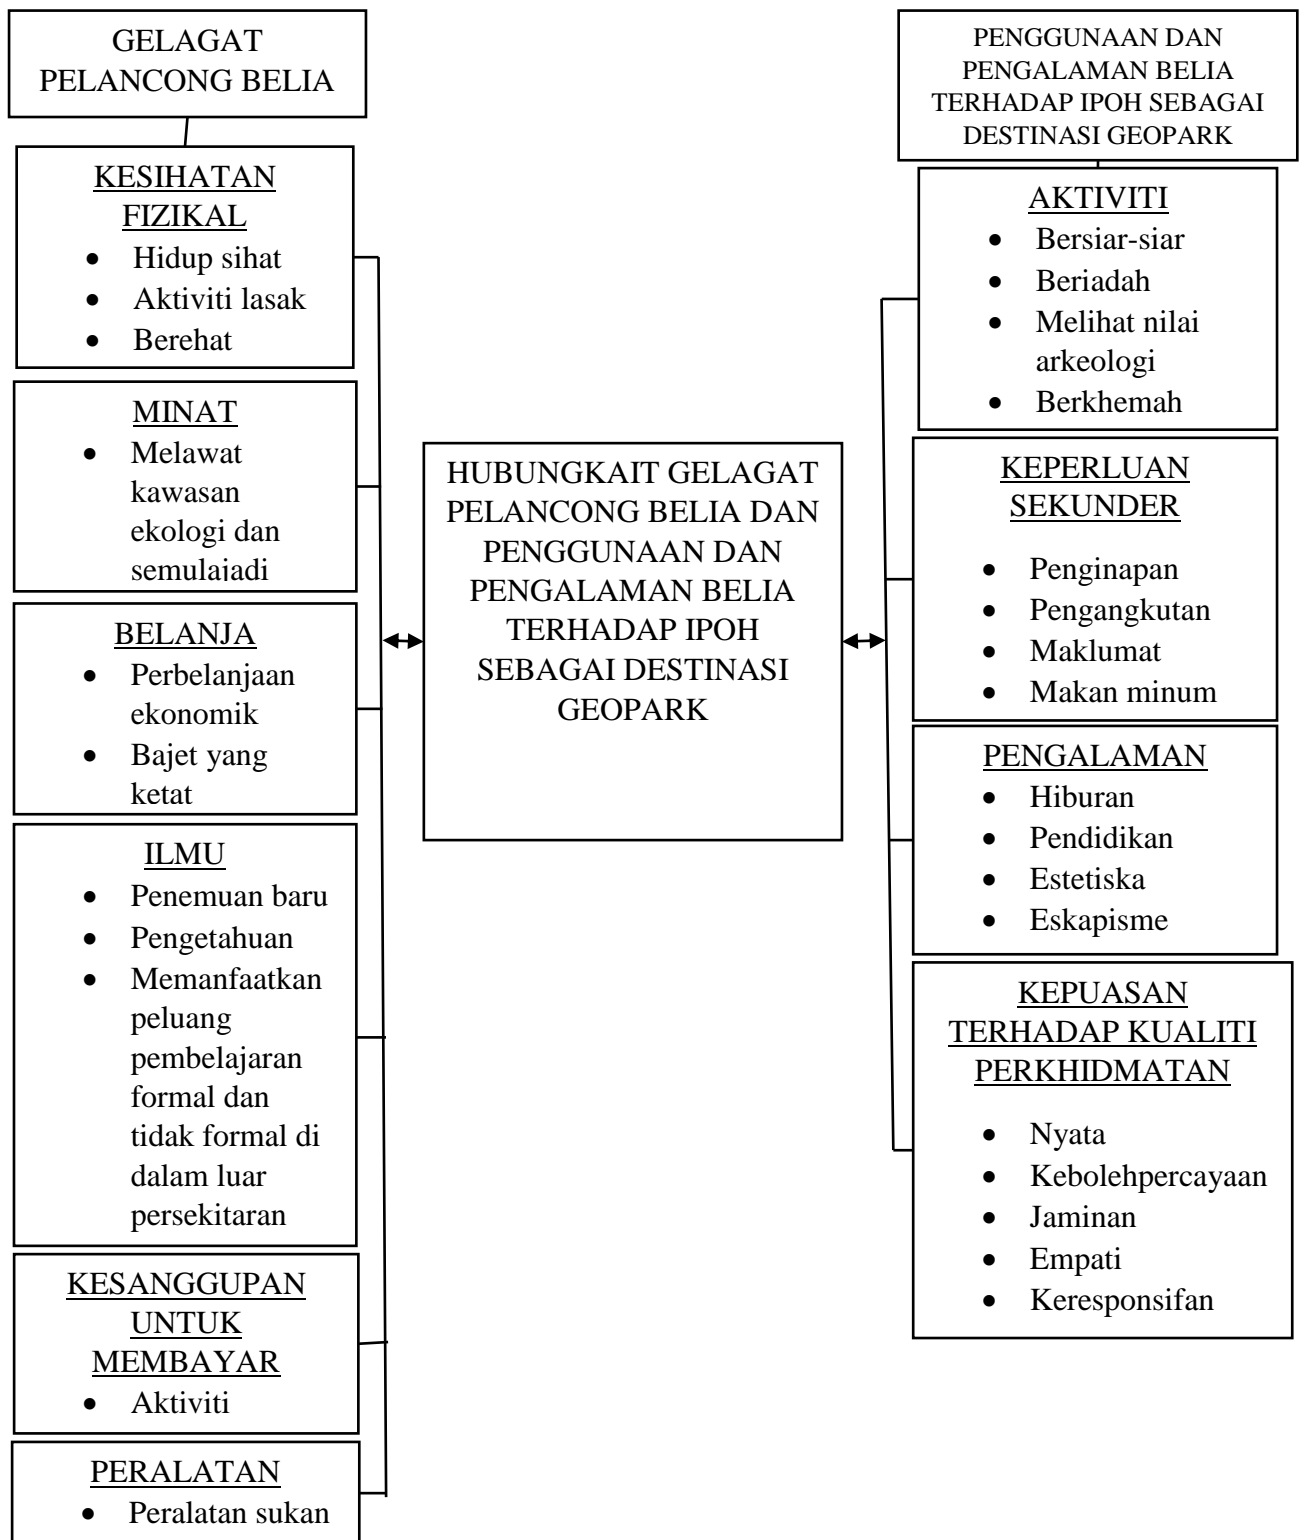 GELAGAT
PELANCONG BELIA
KESIHATAN
FIZIKAL
• Hidup sihat
• Aktiviti lasak
• Berehat
MINAT
• Melawat
kawasan
ekologi dan
semulajadi
BELANJA
• Perbelanjaan
ekonomik
• Bajet yang
ketat
ILMU
• Penemuan baru
• Pengetahuan
• Memanfaatkan
peluang
pembelajaran
formal dan
tidak formal di
dalam luar
persekitaran
KESANGGUPAN
UNTUK
MEMBAYAR
• Aktiviti
PERALATAN
• Peralatan sukan
HUBUNGKAIT GELAGAT
PELANCONG BELIA DAN
PENGGUNAAN DAN
PENGALAMAN BELIA
TERHADAP IPOH
SEBAGAI DESTINASI
GEOPARK
PENGGUNAAN DAN
PENGALAMAN BELIA
TERHADAP IPOH SEBAGAI
DESTINASI GEOPARK
AKTIVITI
• Bersiar-siar
• Beriadah
• Melihat nilai
arkeologi
• Berkhemah
KEPERLUAN
SEKUNDER
• Penginapan
• Pengangkutan
• Maklumat
• Makan minum
PENGALAMAN
• Hiburan
• Pendidikan
• Estetiska
• Eskapisme
KEPUASAN
TERHADAP KUALITI
PERKHIDMATAN
• Nyata
• Kebolehpercayaan
• Jaminan
• Empati
• Keresponsifan